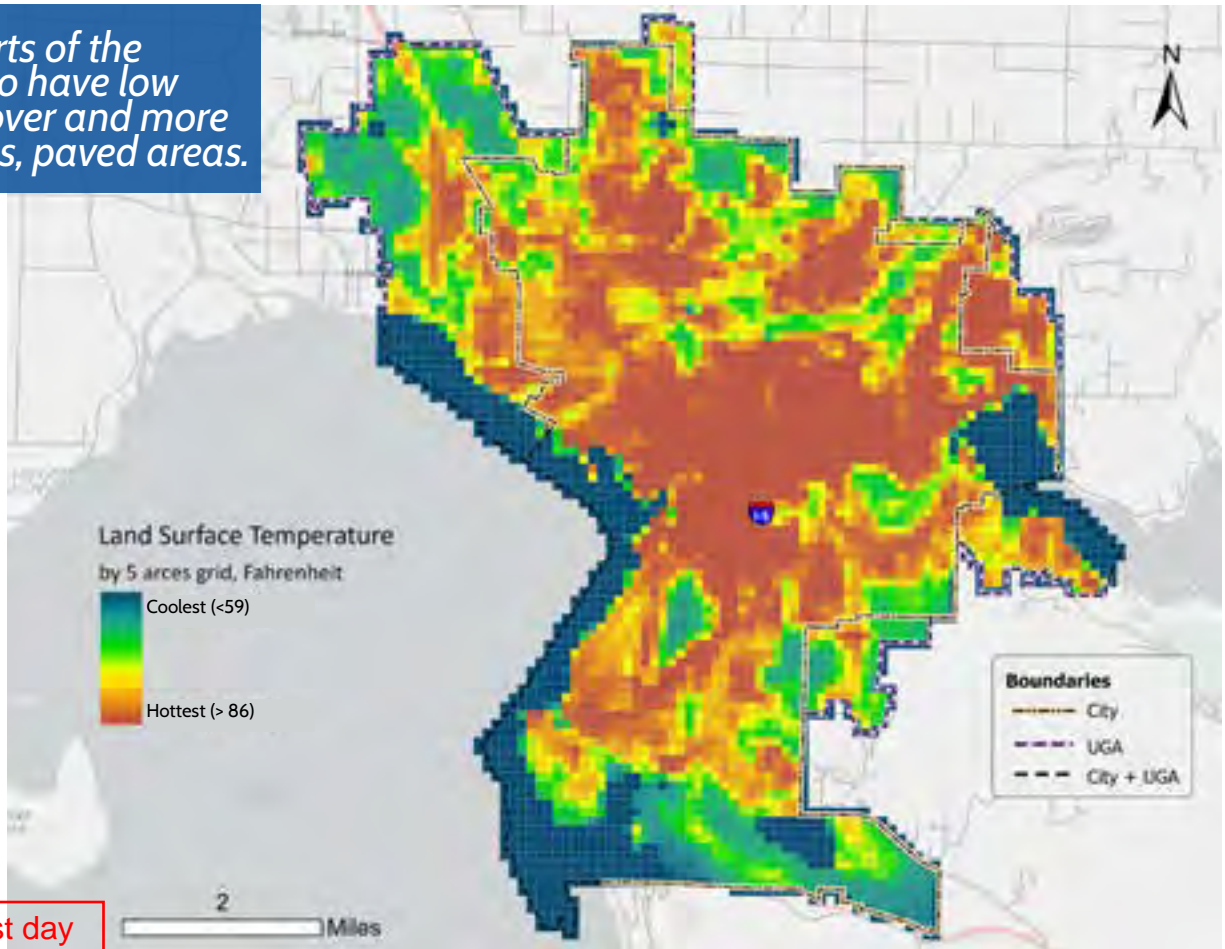 rts of the
o have low
over and more
s, paved areas.
N
Land Surface Temperature
by 5 arces grid, Fahrenheit
Coolest (<59)
Hottest (> 86)
Boundaries
City
UGA
City + UGA
2
Miles
st day